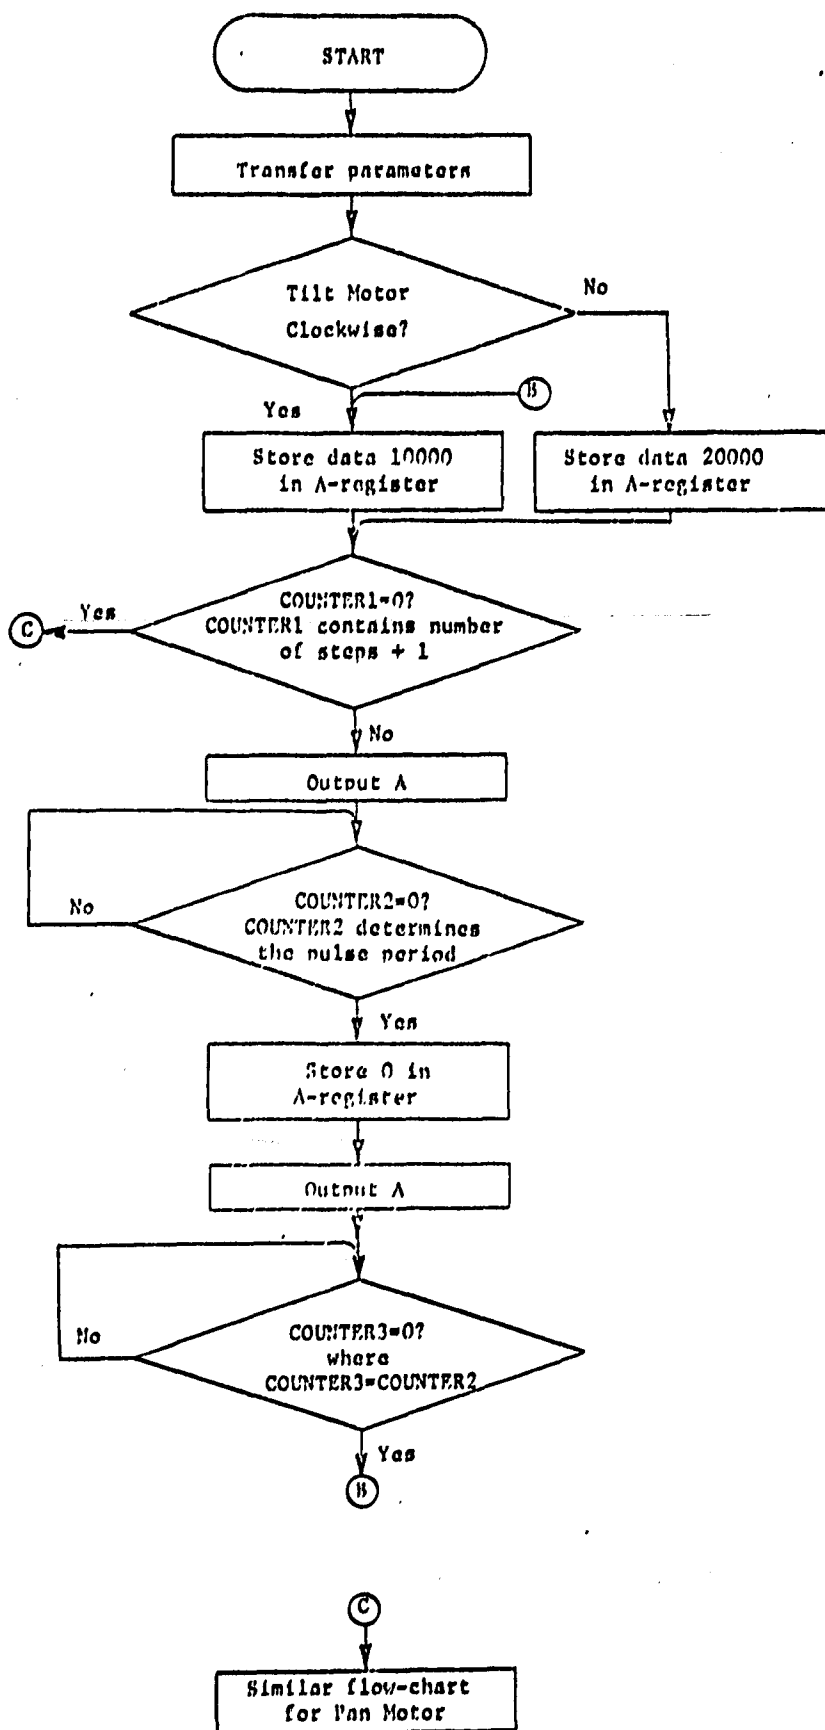 START
Transfer parameters
Tilt Motor
Clockwise?
No
B
Yes
Store data 10000
in A-register
Store data 20000
in A-register
COUNTER1=0?
COUNTER1 contains number
of steps + 1
Yes
C
No
Output A
COUNTER2=0?
COUNTER2 determines
the pulse period
No
Yes
Store 0 in
A-register
Output A
COUNTER3=0?
where
COUNTER3=COUNTER2
No
Yes
B
C
Similar flow-chart
for Pan Motor